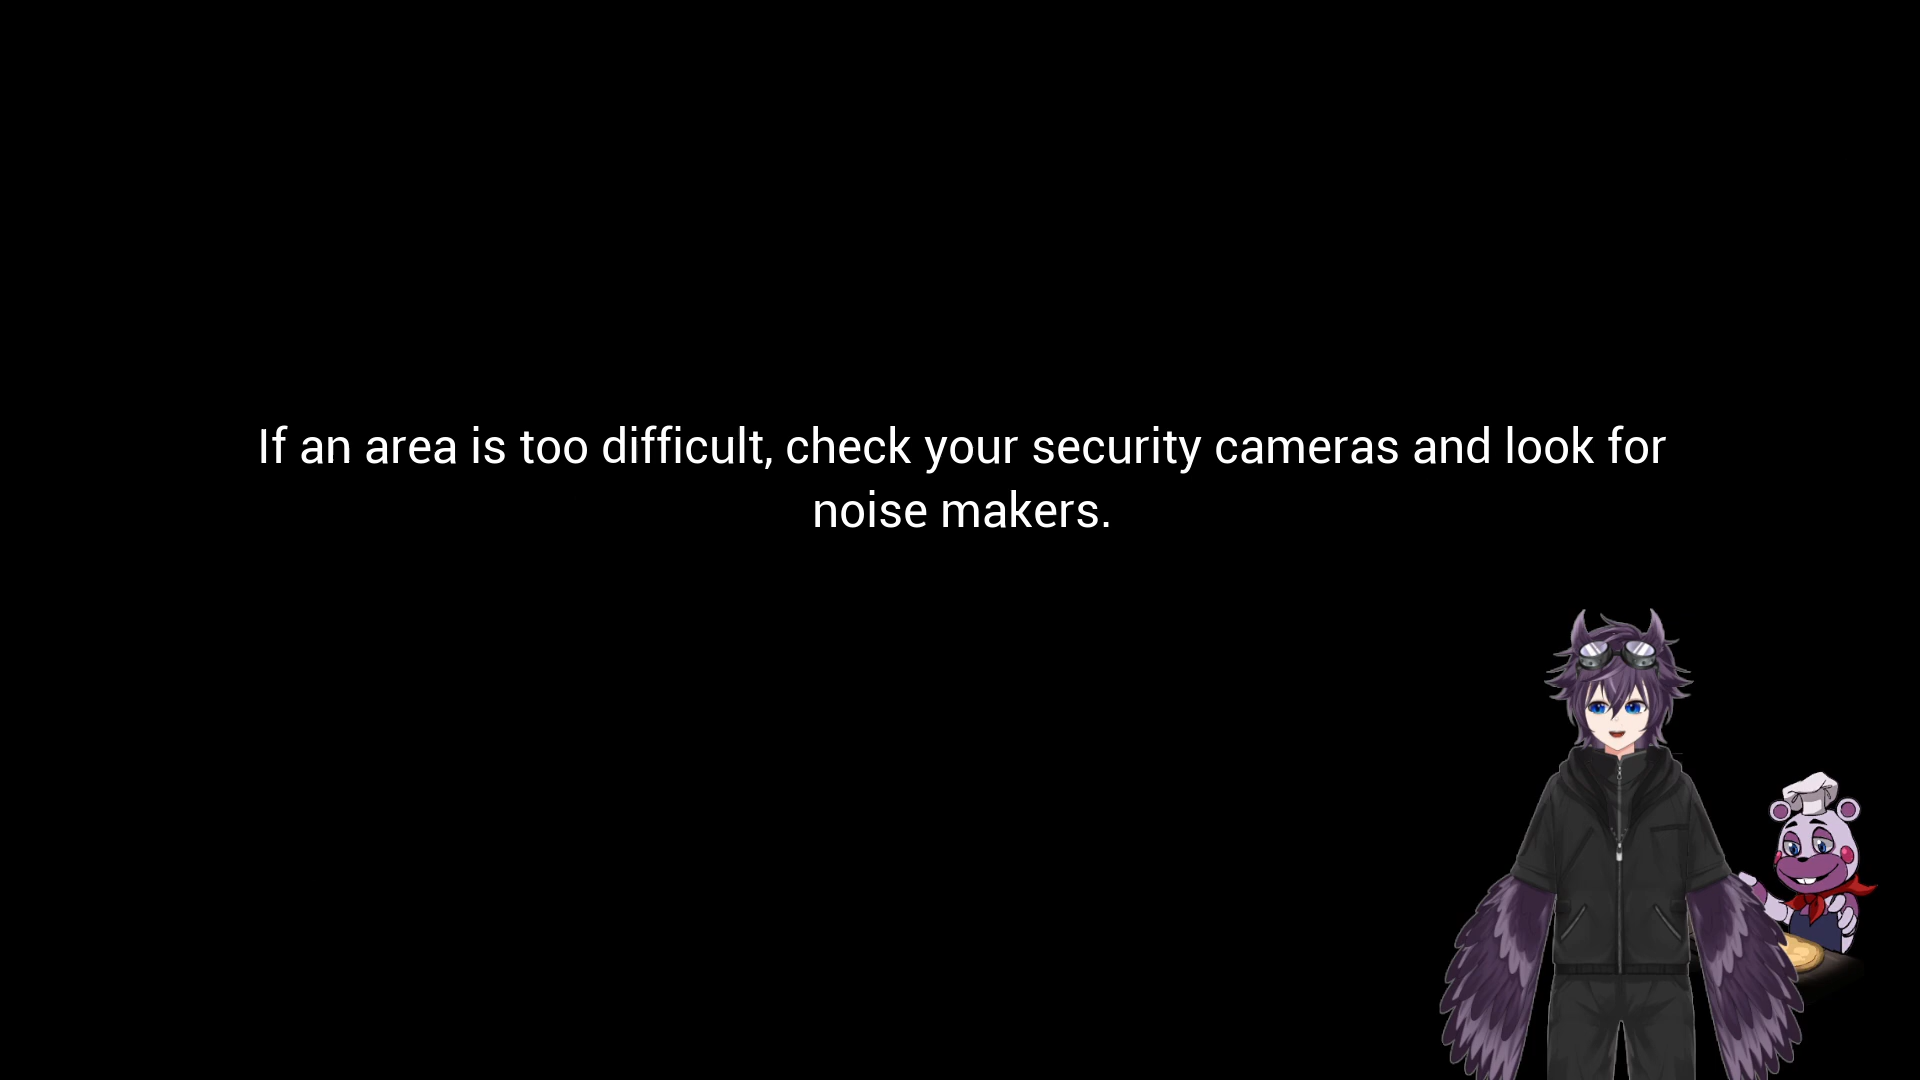 If an area is too difficult, check your security cameras and look for
noise makers.